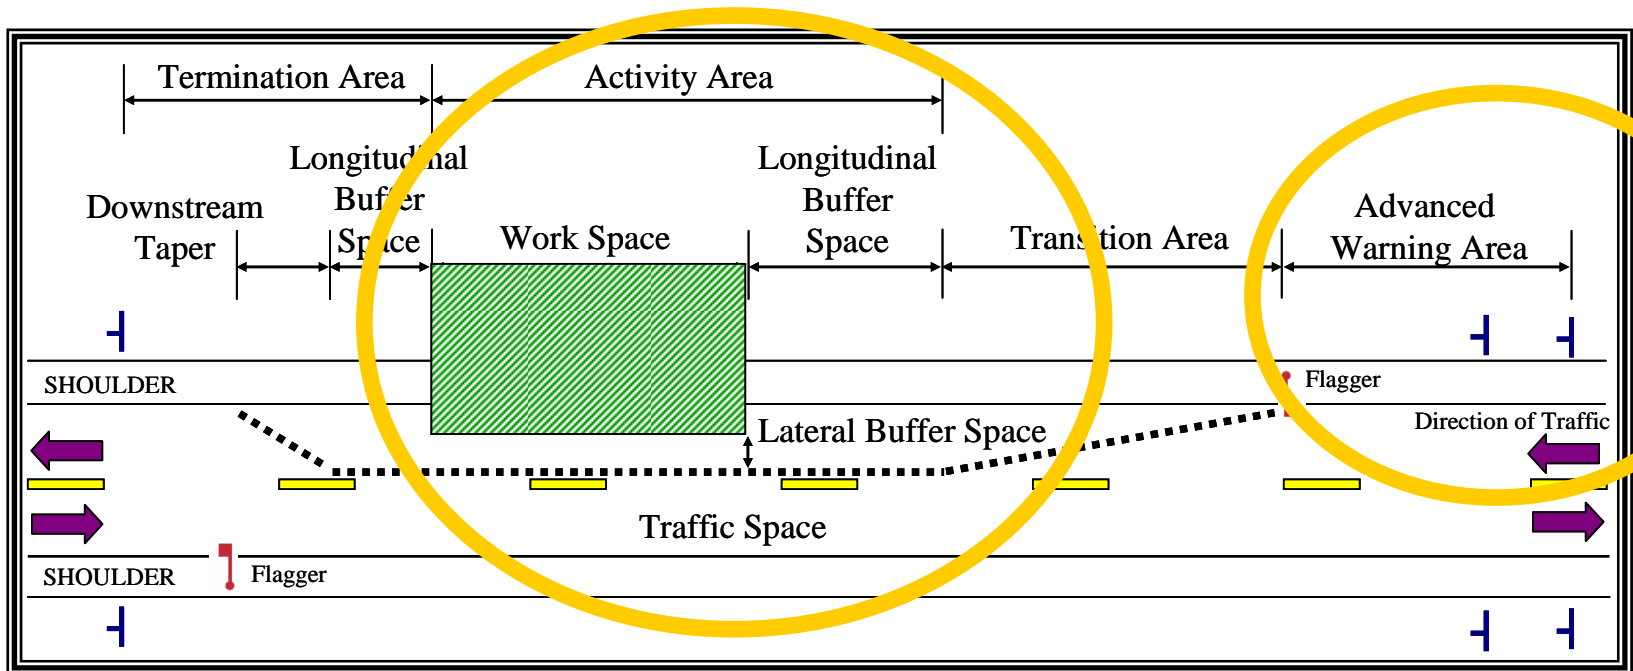 Termination Area
Activity Area
Longitudinal
Buffer
Space
Longitudinal
Buffer
Space
Downstream
Taper
Work Space
Transition Area
Advanced
Warning Area
SHOULDER
Flagger
Direction of Traffic
Lateral Buffer Space
Traffic Space
SHOULDER
Flagger